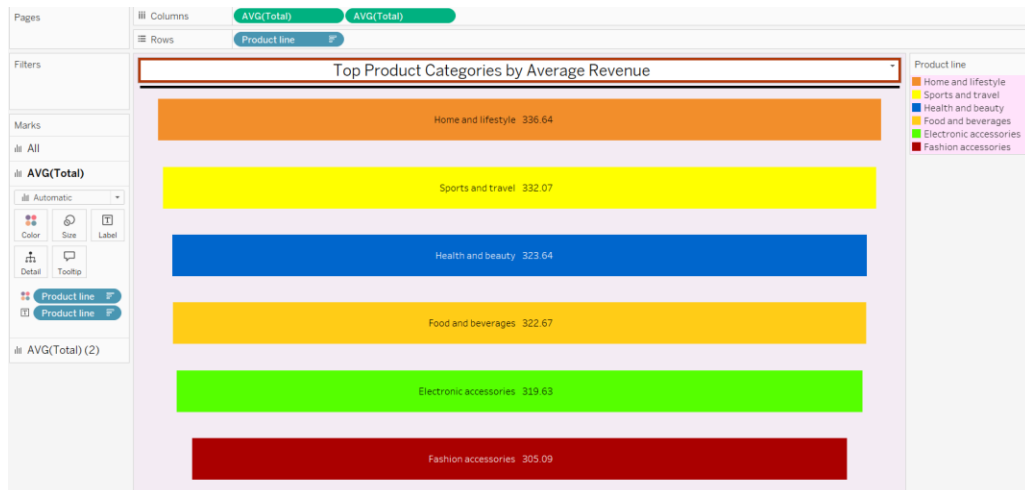 Pages
Columns AVG(Total) AVG(Total)
Rows Product line
Filters
Marks
All
AVG(Total)
Automatic
Color Size Label
Detail Tooltip
Product line
Product line
AVG(Total) (2)
Top Product Categories by Average Revenue
Home and lifestyle 336.64
Sports and travel 332.07
Health and beauty 323.64
Food and beverages 322.67
Electronic accessories 319.63
Fashion accessories 305.09
Product line
Home and lifestyle
Sports and travel
Health and beauty
Food and beverages
Electronic accessories
Fashion accessories